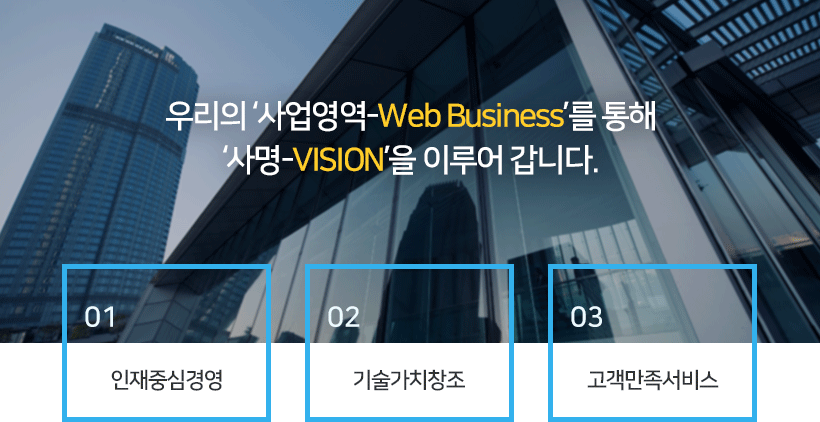 우리의 ‘사업영역-Web Business’를 통해
‘사명-VISION’을 이루어 갑니다.
01
인재중심경영
02
기술가치창조
03
고객만족서비스